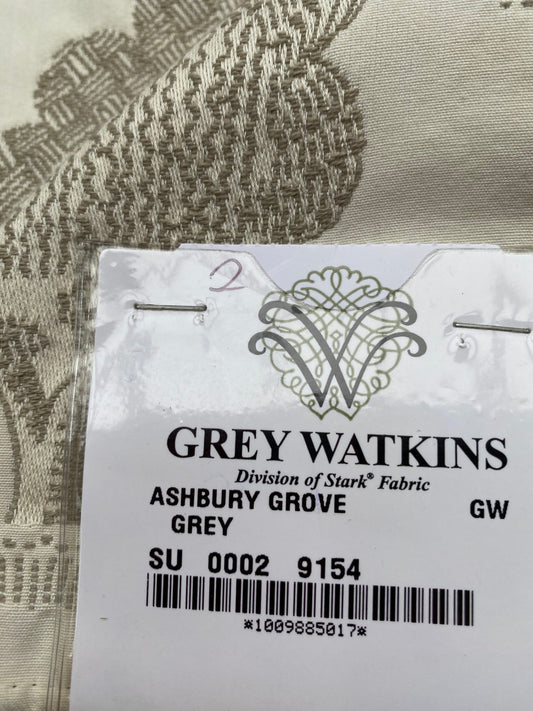 2
W
GREY WATKINS
Division of Stark® Fabric
ASHBURY GROVE GW
GREY
SU 0002 9154
*1009885017*